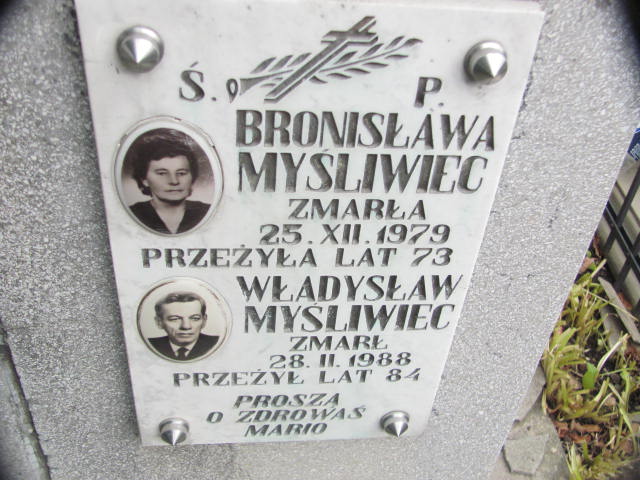 Ś. P.
BRONISŁAWA
MYŚLIWIEC
ZMARŁA
25.XII.1979
PRZEŻYŁA LAT 73
WŁADYSŁAW
MYŚLIWIEC
ZMARŁ
28.II.1988
PRZEŻYŁ LAT 84
PROSZĄ
O ZDROWAŚ
MARIO